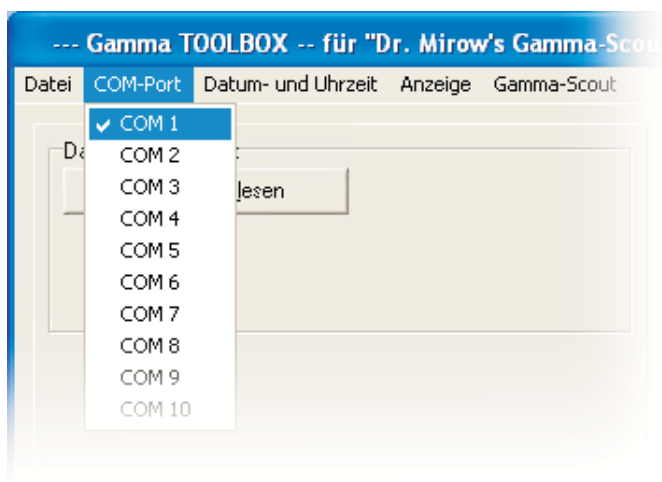 --- Gamma TOOLBOX -- für "Dr. Mirow's Gamma-Scou
Datei COM-Port Datum- und Uhrzeit Anzeige Gamma-Scout
COM 1
Da
COM 2
COM 3
lesen
COM 4
COM 5
COM 6
COM 7
COM 8
COM 9
COM 10